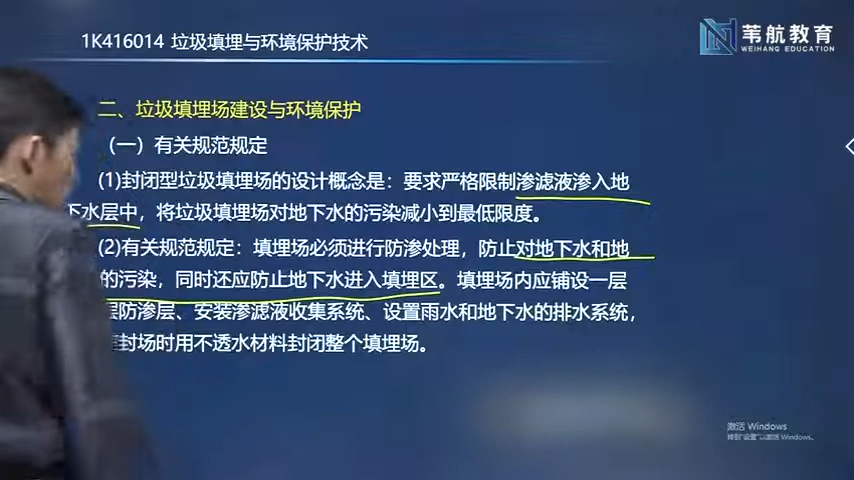 1K416014 垃圾填埋与环境保护技术
苇航教育
WEIHANG EDUCATION
二、垃圾填埋场建设与环境保护
（一）有关规范规定
(1)封闭型垃圾填埋场的设计概念是：要求严格限制渗滤液渗入地
下水层中，将垃圾填埋场对地下水的污染减小到最低限度。
(2)有关规范规定：填埋场必须进行防渗处理，防止对地下水和地
的污染，同时还应防止地下水进入填埋区。填埋场内应铺设一层
层防渗层、安装渗滤液收集系统、设置雨水和地下水的排水系统，
封场时用不透水材料封闭整个填埋场。
激活 Windows
转到"设置"以激活 Windows。